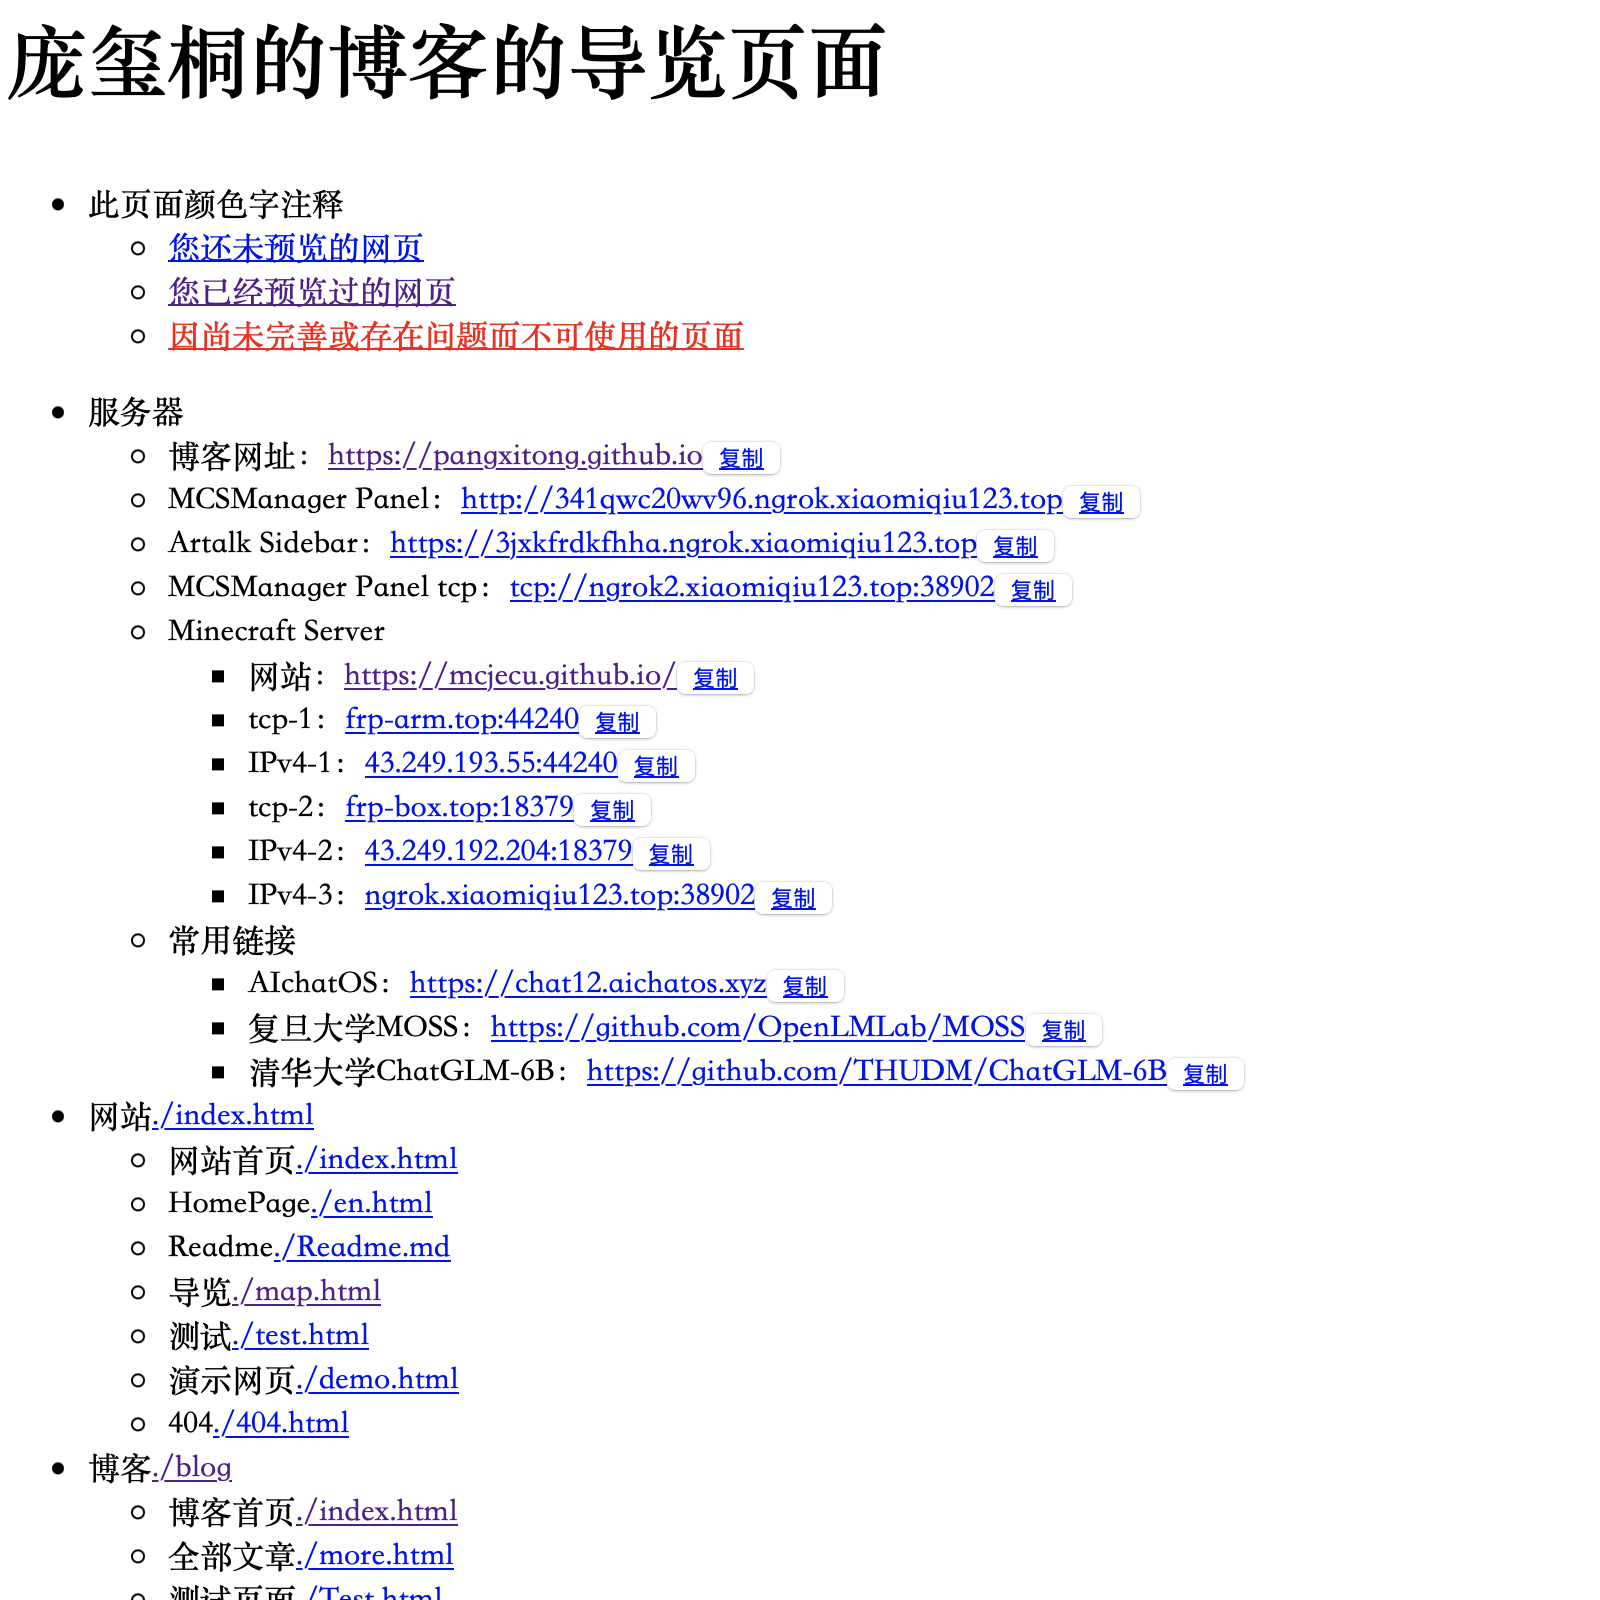 庞玺桐的博客的导览页面
此页面颜色字注释
您还未预览的网页
您已经预览过的网页
因尚未完善或存在问题而不可使用的页面
服务器
博客网址：https://pangxitong.github.io 复制
MCSManager Panel：http://341qwc20wv96.ngrok.xiaomiqiu123.top 复制
Artalk Sidebar：https://3jxkfrdkfhha.ngrok.xiaomiqiu123.top 复制
MCSManager Panel tcp：tcp://ngrok2.xiaomiqiu123.top:38902 复制
Minecraft Server
网站：https://mcjecu.github.io/ 复制
tcp-1：frp-arm.top:44240 复制
IPv4-1：43.249.193.55:44240 复制
tcp-2：frp-box.top:18379 复制
IPv4-2：43.249.192.204:18379 复制
IPv4-3：ngrok.xiaomiqiu123.top:38902 复制
常用链接
AIchatOS：https://chat12.aichatos.xyz 复制
复旦大学MOSS：https://github.com/OpenLMLab/MOSS 复制
清华大学ChatGLM-6B：https://github.com/THUDM/ChatGLM-6B 复制
网站./index.html
网站首页./index.html
HomePage./en.html
Readme./Readme.md
导览./map.html
测试./test.html
演示网页./demo.html
404./404.html
博客./blog
博客首页./index.html
全部文章./more.html
测试页面./Test.html